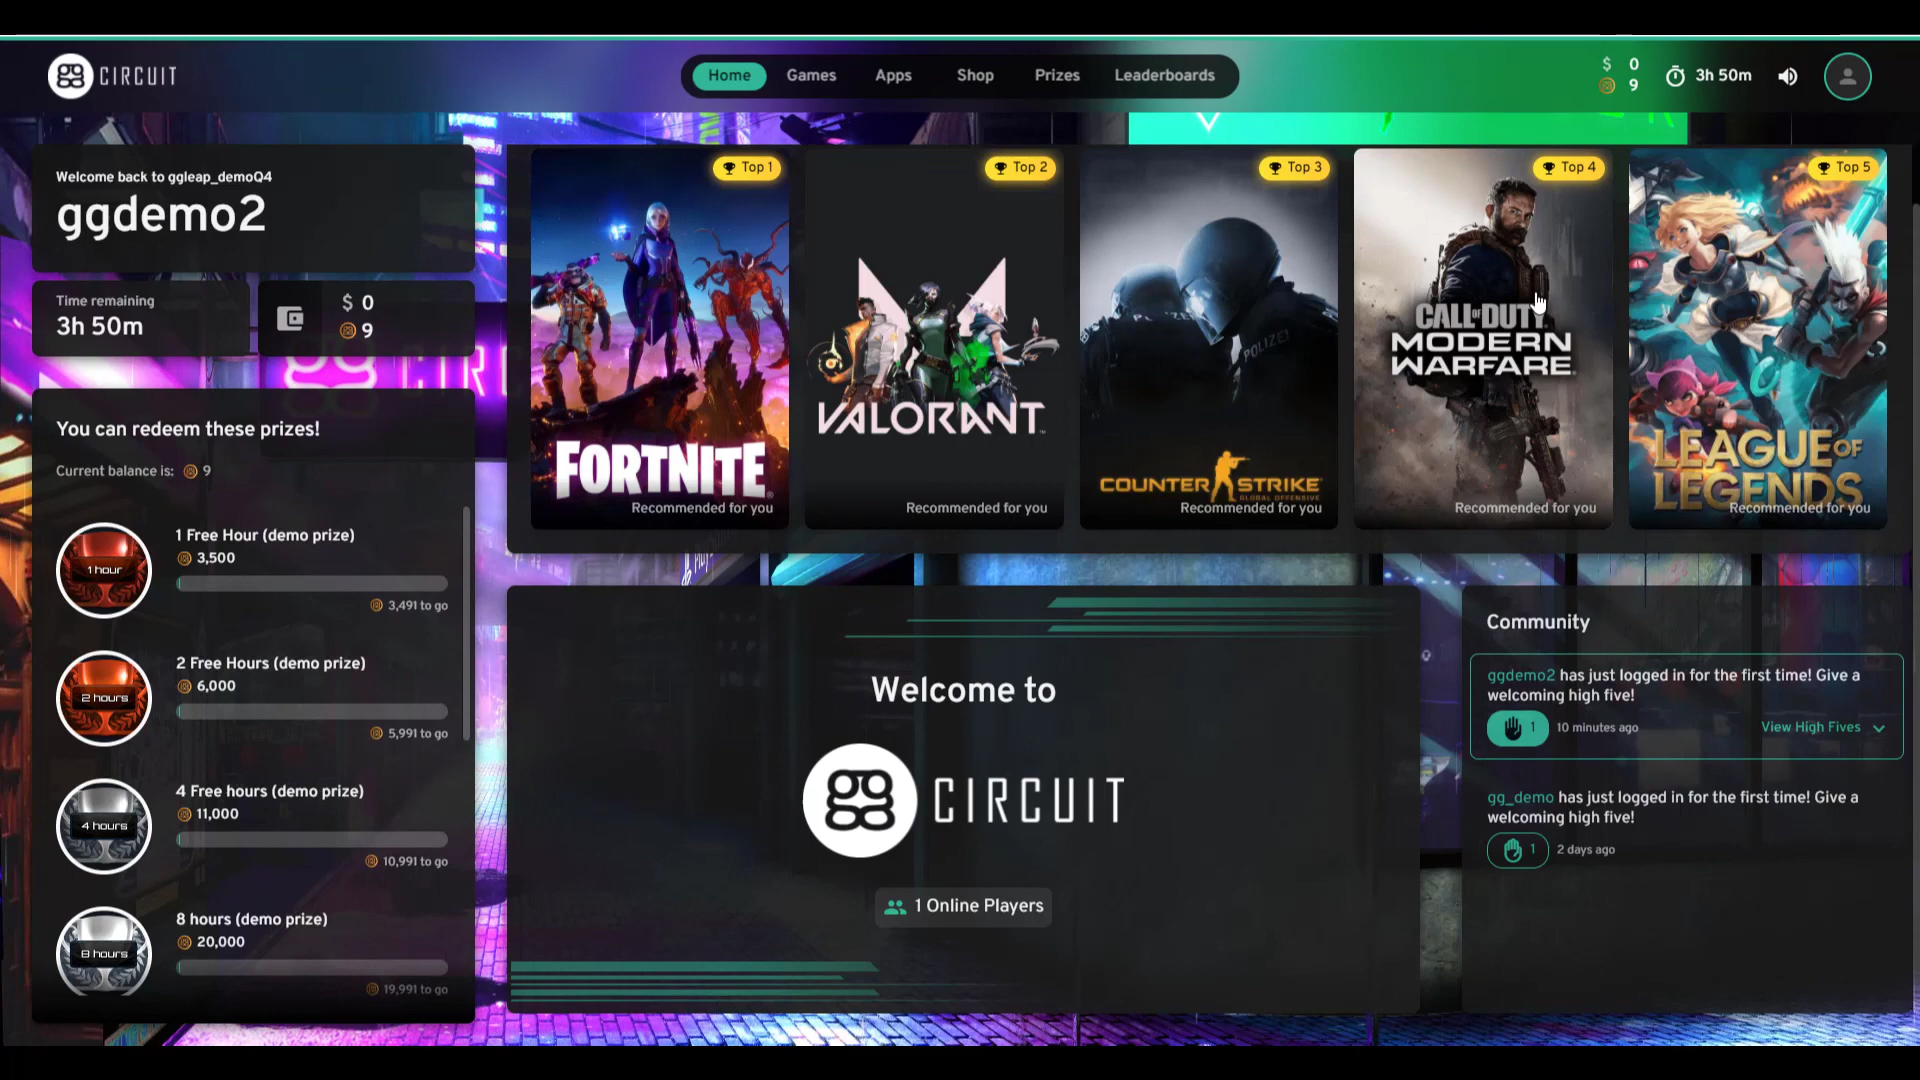 CIRCUIT
Home
Games
Apps
Shop
Prizes
Leaderboards
$ 0
9
3h 50m
Welcome back to ggleap_demoQ4
ggdemo2
Time remaining
3h 50m
$ 0
9
You can redeem these prizes!
Current balance is: 9
1 hour
1 Free Hour (demo prize)
3,500
3,491 to go
2 hours
2 Free Hours (demo prize)
6,000
5,991 to go
4 hours
4 Free hours (demo prize)
11,000
10,991 to go
8 hours
8 hours (demo prize)
20,000
19,991 to go
Top 1
FORTNITE
Recommended for you
Top 2
VALORANT
Recommended for you
Top 3
POLIZEI
COUNTER STRIKE
GLOBAL OFFENSIVE
Recommended for you
Top 4
CALL OF DUTY
MODERN
WARFARE
Recommended for you
Top 5
LEAGUE OF
LEGENDS
Recommended for you
Welcome to
CIRCUIT
1 Online Players
Community
ggdemo2 has just logged in for the first time! Give a
welcoming high five!
1
10 minutes ago
View High Fives
gg_demo has just logged in for the first time! Give a
welcoming high five!
1
2 days ago